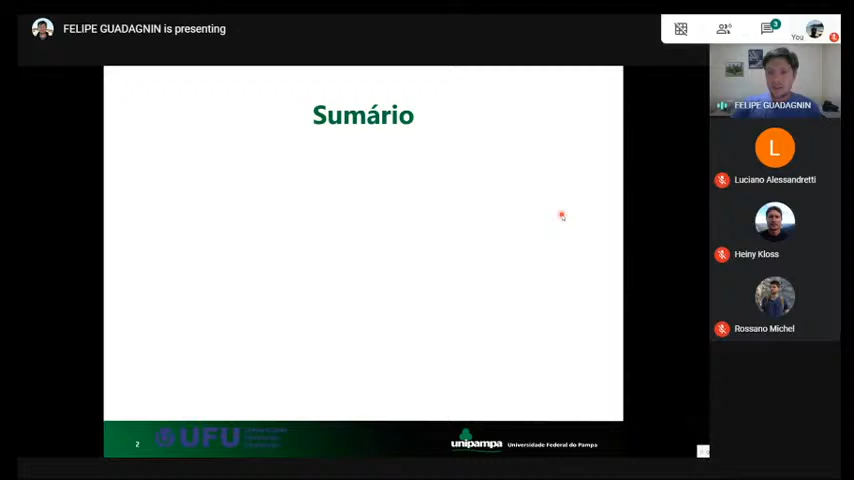 FELIPE GUADAGNIN is presenting
3
You
FELIPE GUADAGNIN
L
Luciano Alessandretti
Heiny Kloss
Rossano Michel
Sumário
2
UFU
unipampa
Universidade Federal do Pampa